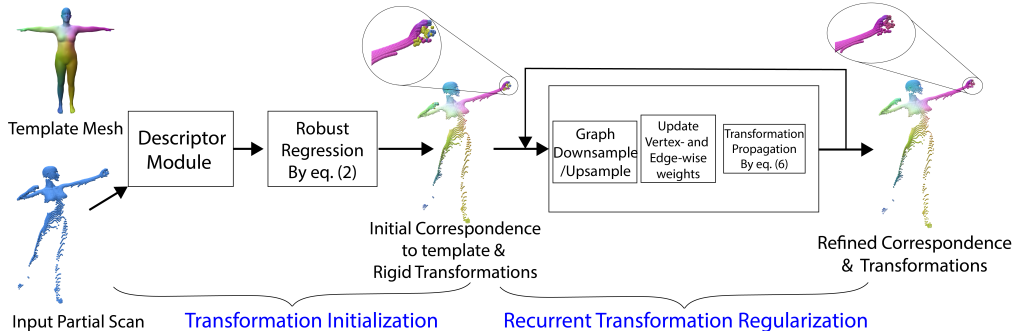 Template Mesh
Input Partial Scan
Descriptor
Module
Robust
Regression
By eq. (2)
Initial Correspondence
to template &
Rigid Transformations
Graph
Downsample
/Upsample
Update
Vertex- and
Edge-wise
weights
Transformation
Propagation
By eq. (6)
Refined Correspondence
& Transformations
Transformation Initialization
Recurrent Transformation Regularization